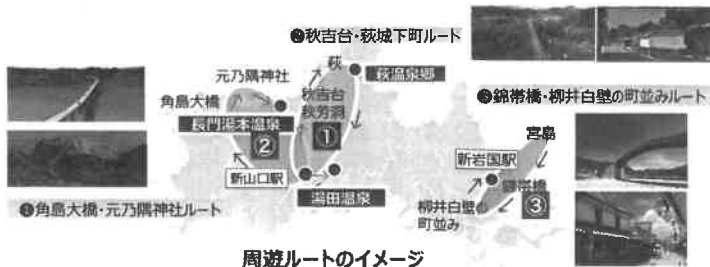 ❷秋吉台・萩城下町ルート
萩
元乃隅神社
萩温泉郷
角島大橋
秋吉台
秋芳洞
❸錦帯橋・柳井白壁の町並みルート
長門湯本温泉
①
②
宮島
新山口駅
新岩国駅
湯田温泉
錦帯橋
❶角島大橋・元乃隅神社ルート
柳井白壁の
町並み
③
周遊ルートのイメージ